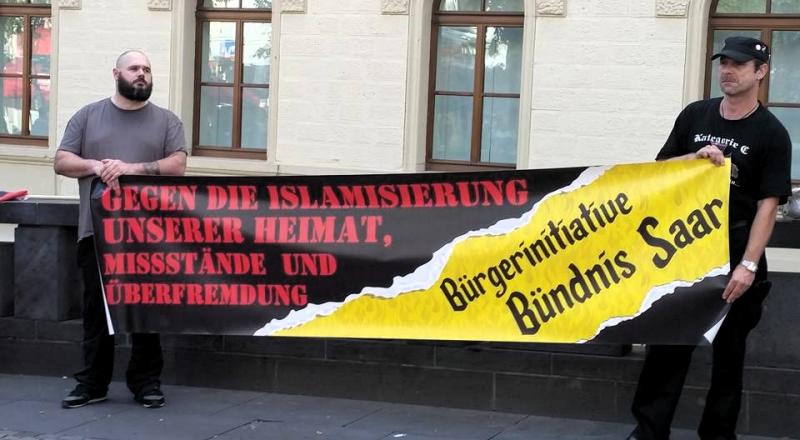 GEGEN DIE ISLAMISIERUNG
UNSERER HEIMAT,
MISSSTÄNDE UND
ÜBERFREMDUNG
Bürgerinitiative
Bündnis Saar
Kategorie C